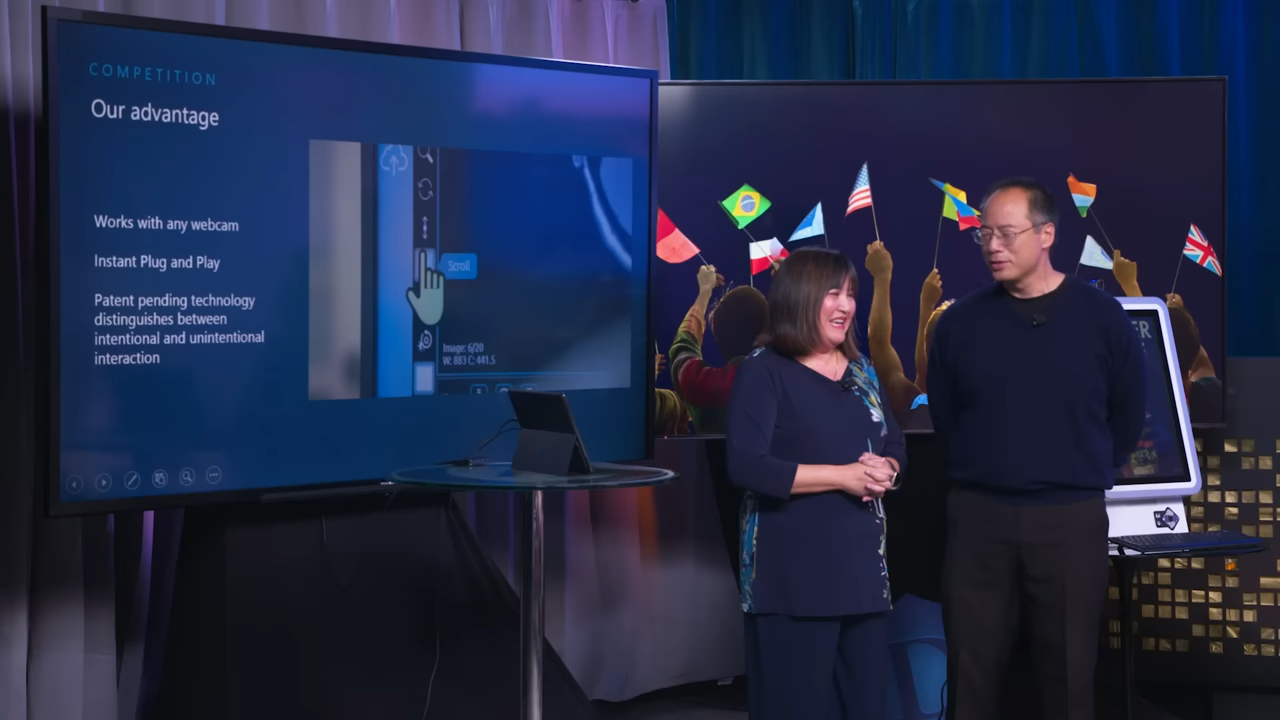 COMPETITION
Our advantage
Works with any webcam
Instant Plug and Play
Patent pending technology
distinguishes between
intentional and unintentional
interaction
Scroll
Image: 6/20
W: 883 C: 441.5